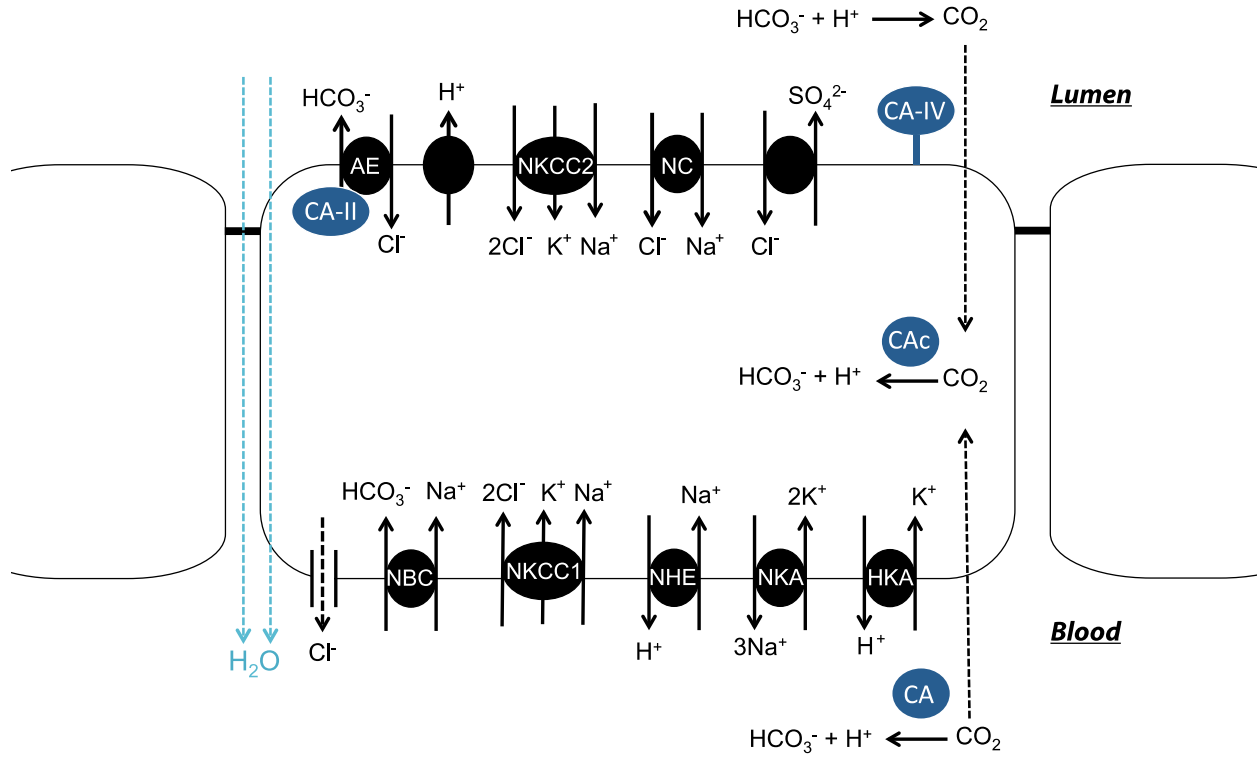 HCO₃⁻ + H⁺ CO₂
Lumen
HCO₃⁻ H⁺ SO₄²⁻
CA-IV
AE NKCC2 NC
CA-II
Cl⁻ 2Cl⁻ K⁺ Na⁺ Cl⁻ Na⁺ Cl⁻
CAc
HCO₃⁻ + H⁺ CO₂
HCO₃⁻ Na⁺ 2Cl⁻ K⁺ Na⁺ Na⁺ 2K⁺ K⁺
NBC NKCC1 NHE NKA HKA
Blood
H₂O Cl⁻ H⁺ 3Na⁺ H⁺
CA
HCO₃⁻ + H⁺ CO₂